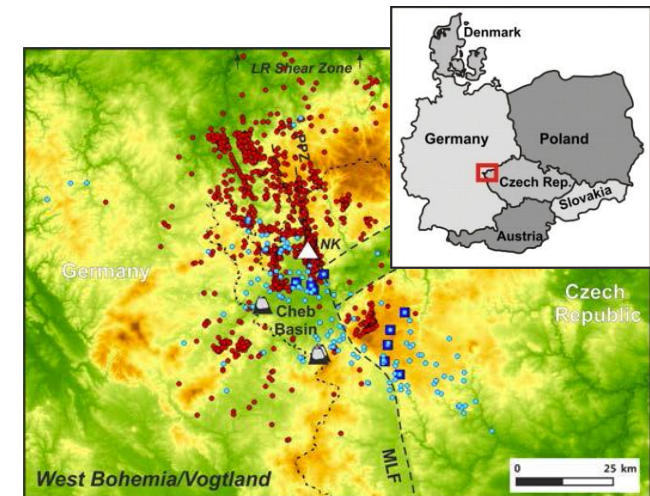 Denmark
Germany
Poland
Czech Rep.
Slovakia
Austria
LR Shear Zone
PPZ
NK
Germany
Cheb
Basin
Czech
Republic
MLF
West Bohemia/Vogtland
0 25 km